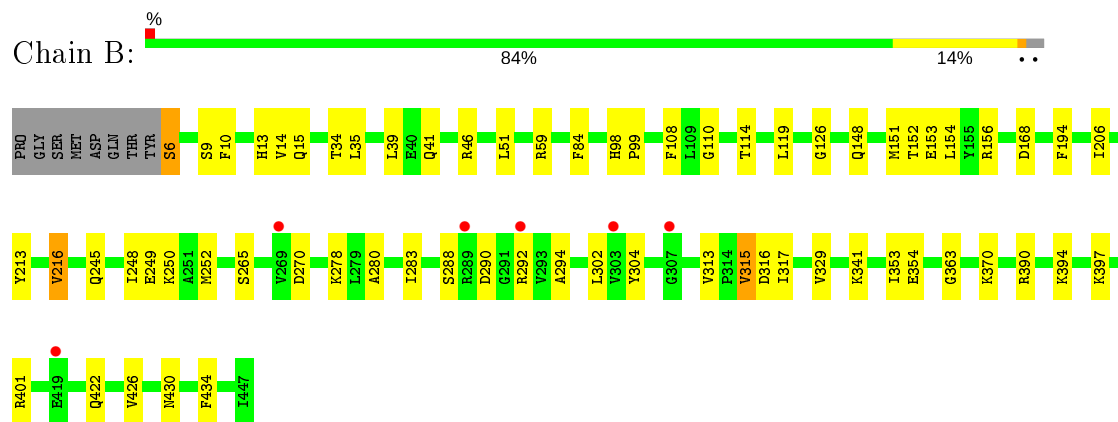 %
Chain B:
84% 14% • •
PRO GLY SER MET ASP GLN THR TYR S6 S9 F10 H13 V14 Q15 T34 L35 L39 E40 Q41 R46 L51 R59 F84 H98 P99 F108 L109 G110 T114 L119 G126 Q148 M151 T152 E153 L154 Y155 R156 D168 F194 I206
Y213 V216 Q245 I248 E249 K250 A251 M252 S265 V269 D270 K278 L279 A280 I283 S288 R289 D290 G291 R292 V293 A294 L302 V303 Y304 G307 V313 P314 V315 D316 I317 V329 K341 I353 E354 G363 K370 R390 K394 K397
R401 E419 Q422 V426 N430 F434 I447